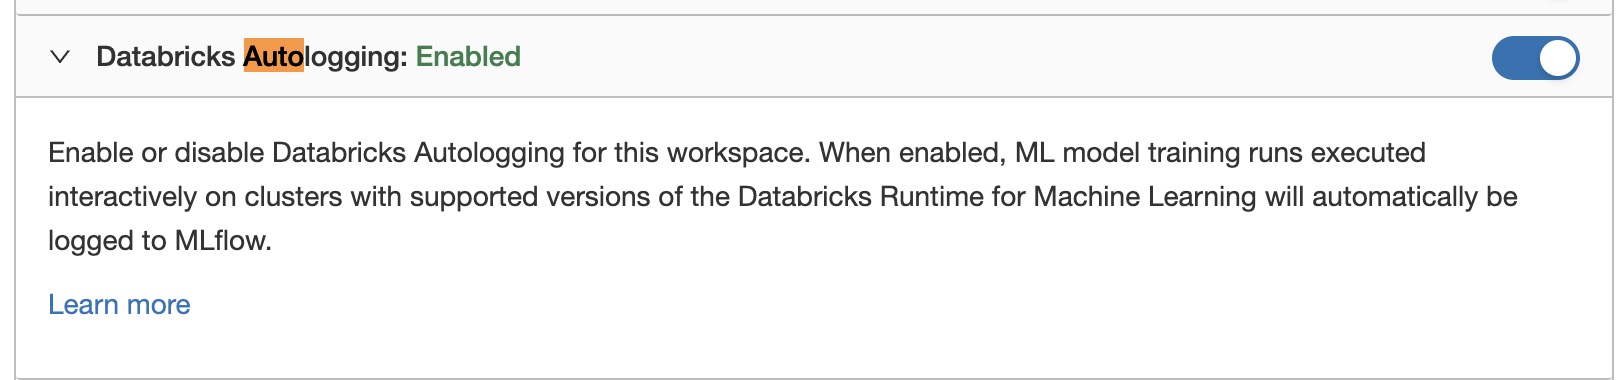 Databricks Autologging: Enabled
Enable or disable Databricks Autologging for this workspace. When enabled, ML model training runs executed
interactively on clusters with supported versions of the Databricks Runtime for Machine Learning will automatically be
logged to MLflow.
Learn more